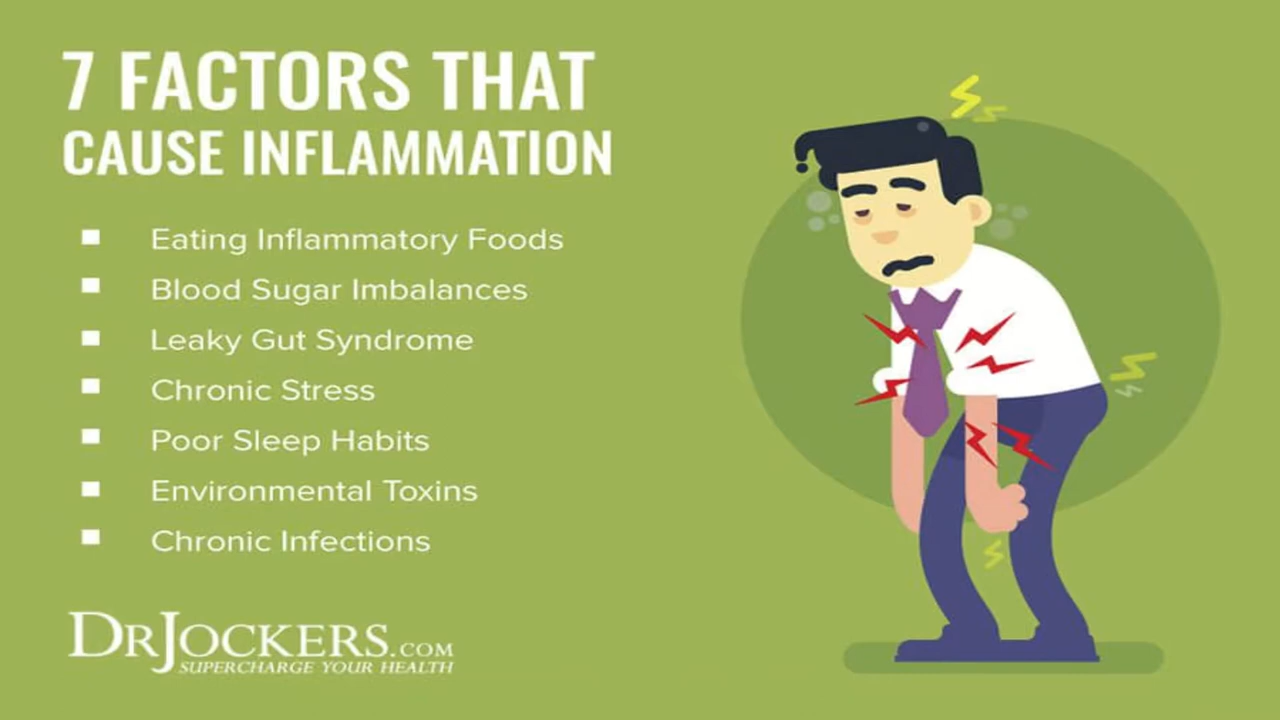 7 FACTORS THAT
CAUSE INFLAMMATION
Eating Inflammatory Foods
Blood Sugar Imbalances
Leaky Gut Syndrome
Chronic Stress
Poor Sleep Habits
Environmental Toxins
Chronic Infections
DRJOCKERS.COM
SUPERCHARGE YOUR HEALTH